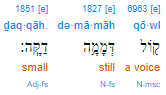 1851 [e] 1827 [e] 6963 [e]
ḏaq·qāh. də·mā·māh qō·wl
ק֥וֹל דְּמָמָ֖ה דַקָּֽה׃
small still a voice
Adj-fs N-fs N-msc